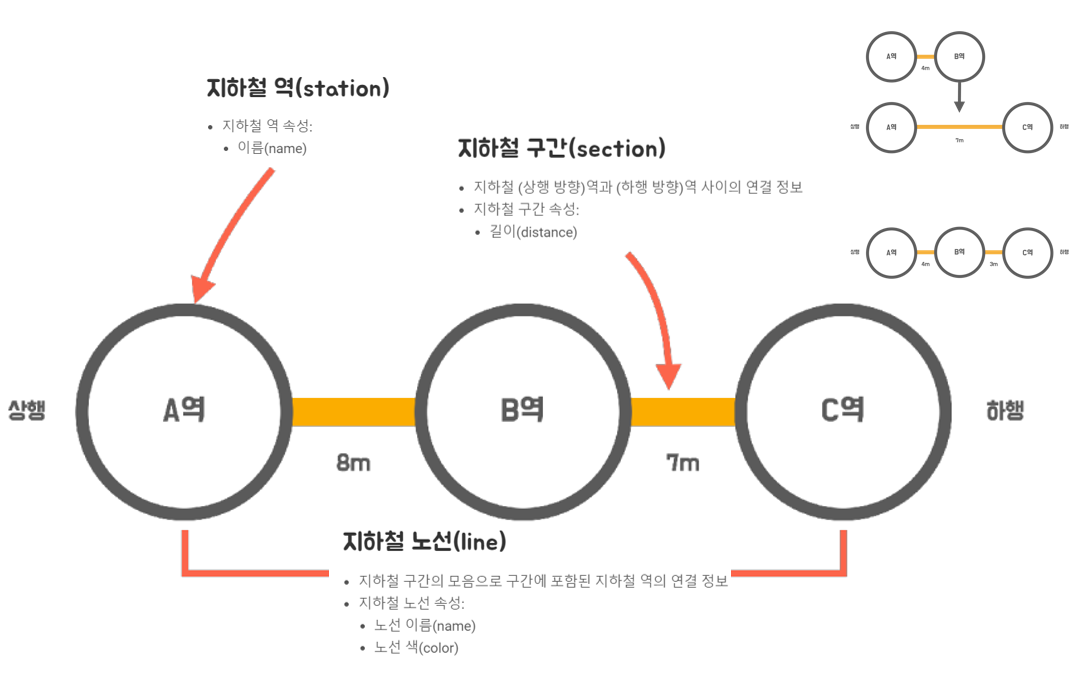 지하철 역(station)
지하철 역 속성:
이름(name)
지하철 구간(section)
지하철 (상행 방향)역과 (하행 방향)역 사이의 연결 정보
지하철 구간 속성:
길이(distance)
A역
B역
4m
상행
A역
C역
하행
7m
상행
A역
B역
C역
하행
4m
3m
상행
A역
B역
C역
하행
8m
7m
지하철 노선(line)
지하철 구간의 모음으로 구간에 포함된 지하철 역의 연결 정보
지하철 노선 속성:
노선 이름(name)
노선 색(color)